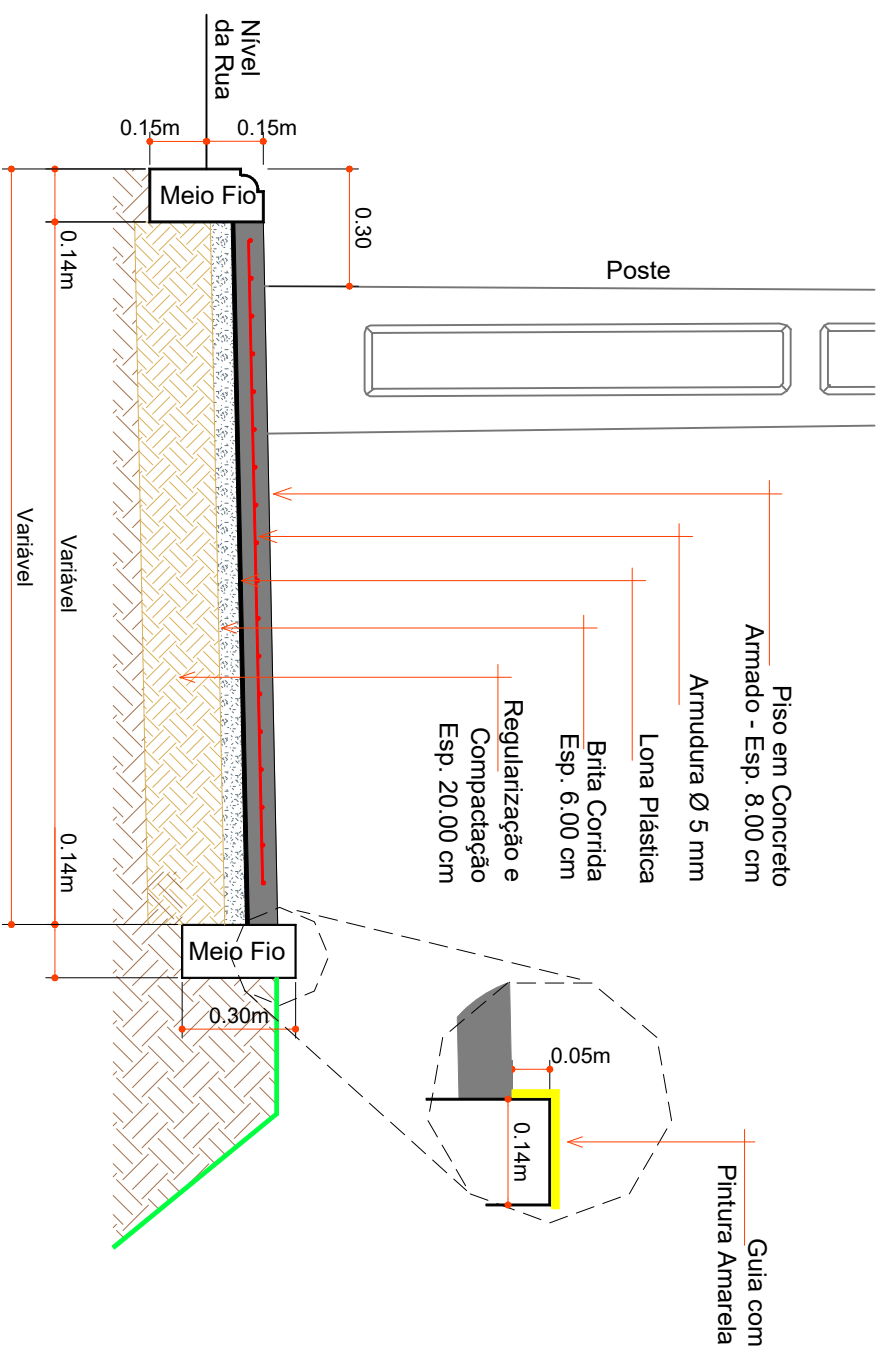 Nível
da Rua
0.15m
0.15m
Meio Fio
0.30
0.14m
Poste
Piso em Concreto
Armado - Esp. 8.00 cm
Armudura Ø 5 mm
Lona Plástica
Brita Corrida
Esp. 6.00 cm
Regularização e
Compactação
Esp. 20.00 cm
Variável
Variável
0.14m
Meio Fio
0.30m
0.05m
0.14m
Guia com
Pintura Amarela